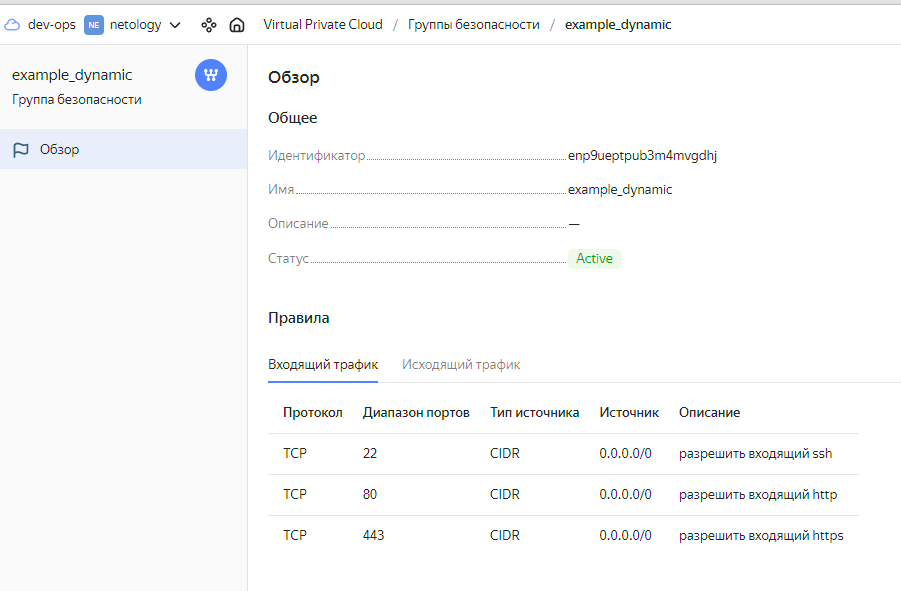 dev-ops NE netology Virtual Private Cloud / Группы безопасности / example_dynamic
example_dynamic
Группа безопасности
Обзор
Обзор
Общее
Идентификатор enp9ueptpub3m4mvgdhj
Имя example_dynamic
Описание —
Статус Active
Правила
Входящий трафик Исходящий трафик
Протокол Диапазон портов Тип источника Источник Описание
TCP 22 CIDR 0.0.0.0/0 разрешить входящий ssh
TCP 80 CIDR 0.0.0.0/0 разрешить входящий http
TCP 443 CIDR 0.0.0.0/0 разрешить входящий https